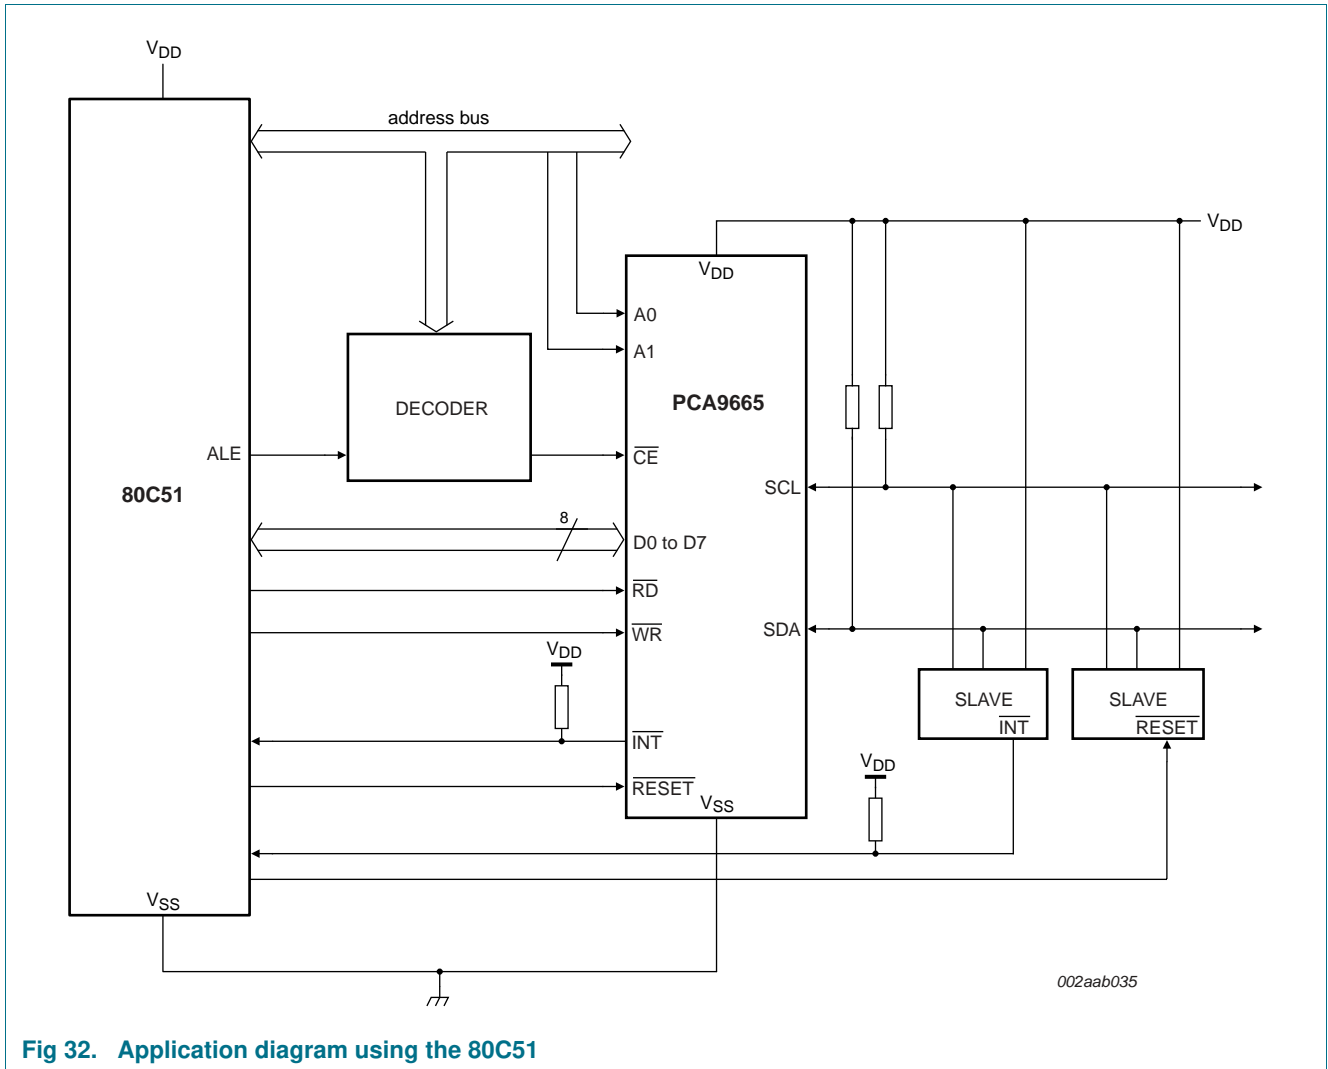 VDD
address bus
VDD
VDD
A0
A1
DECODER
PCA9665
ALE
CE
80C51
SCL
8
D0 to D7
RD
WR
SDA
VDD
SLAVE
INT
SLAVE
RESET
INT
VDD
RESET
VSS
VSS
002aab035
Fig 32. Application diagram using the 80C51